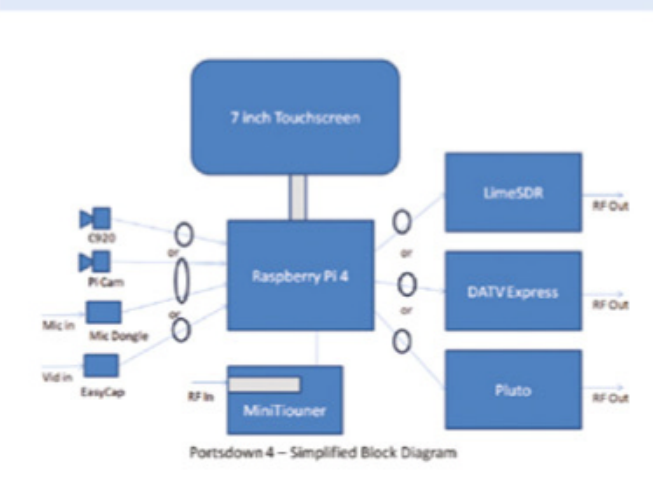 7 inch Touchscreen
LimeSDR
RF Out
C920
or
or
Pi Cam
Raspberry Pi 4
DATV Express
RF Out
or
or
Mic in
Mic Dongle
Vid in
EasyCap
RF In
MiniTiouner
Pluto
RF Out
Portsdown 4 – Simplified Block Diagram